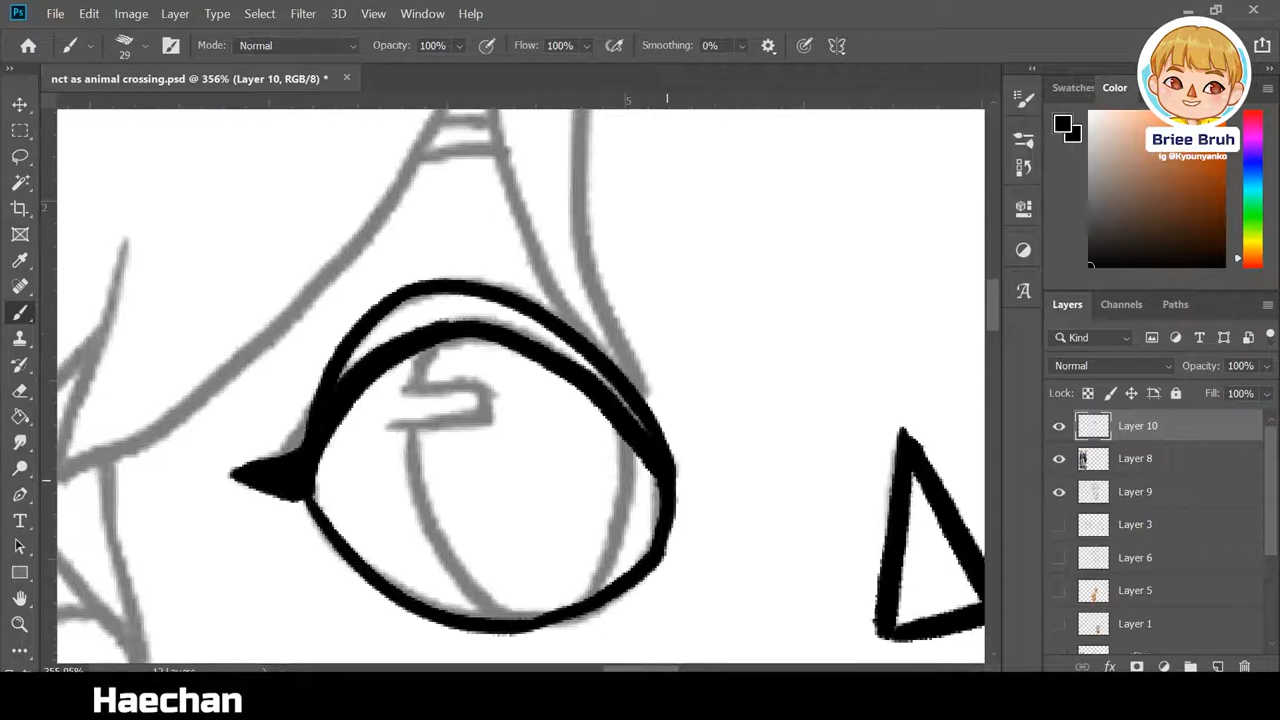 Ps File Edit Image Layer Type Select Filter 3D View Window Help
29 Mode: Normal Opacity: 100% Flow: 100% Smoothing: 0%
nct as animal crossing.psd @ 356% (Layer 10, RGB/8) *
5
2
Swatches Color
Briee Bruh
ig @Kyounyanko
Layers Channels Paths
Kind
Normal Opacity: 100%
Lock: Fill: 100%
Layer 10
Layer 8
Layer 9
Layer 3
Layer 6
Layer 5
Layer 1
Haechan